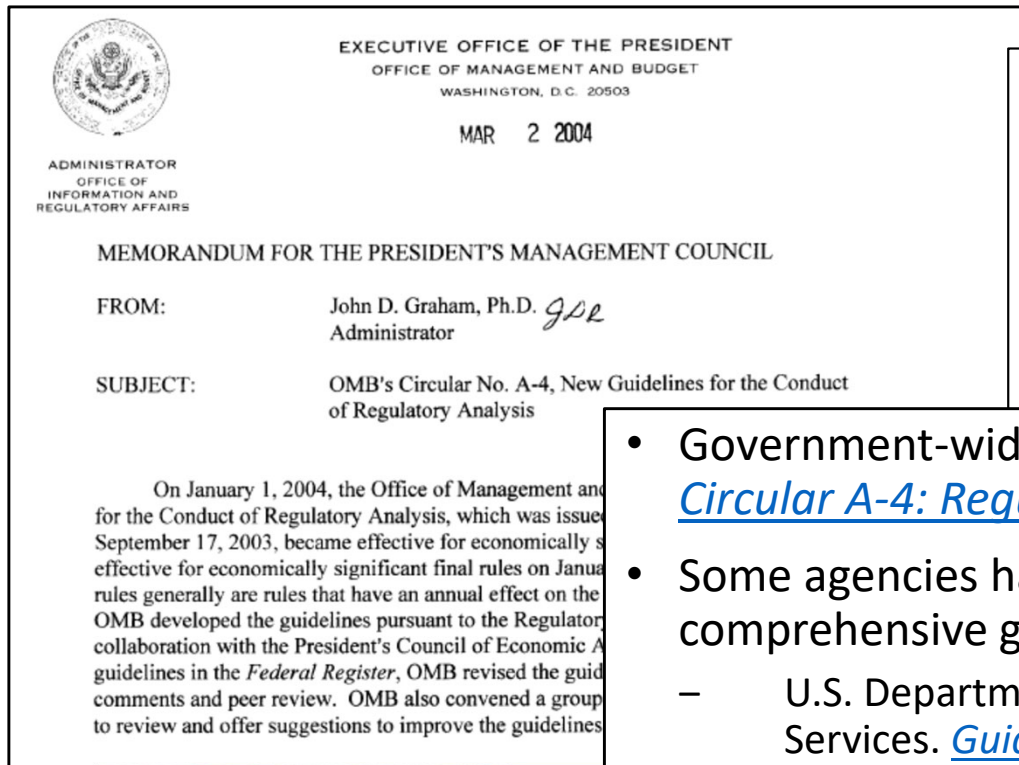 EXECUTIVE OFFICE OF THE PRESIDENT
OFFICE OF MANAGEMENT AND BUDGET
WASHINGTON, D.C. 20503
MAR 2 2004
ADMINISTRATOR
OFFICE OF
INFORMATION AND
REGULATORY AFFAIRS
MEMORANDUM FOR THE PRESIDENT'S MANAGEMENT COUNCIL
FROM: John D. Graham, Ph.D.
Administrator
SUBJECT: OMB's Circular No. A-4, New Guidelines for the Conduct
of Regulatory Analysis
On January 1, 2004, the Office of Management and
for the Conduct of Regulatory Analysis, which was issued
September 17, 2003, became effective for economically s
effective for economically significant final rules on Janua
rules generally are rules that have an annual effect on the
OMB developed the guidelines pursuant to the Regulatory
collaboration with the President's Council of Economic A
guidelines in the Federal Register, OMB revised the guid
comments and peer review. OMB also convened a group
to review and offer suggestions to improve the guidelines
• Government-wid
Circular A-4: Regu
• Some agencies ha
comprehensive g
– U.S. Departm
Services. Guid